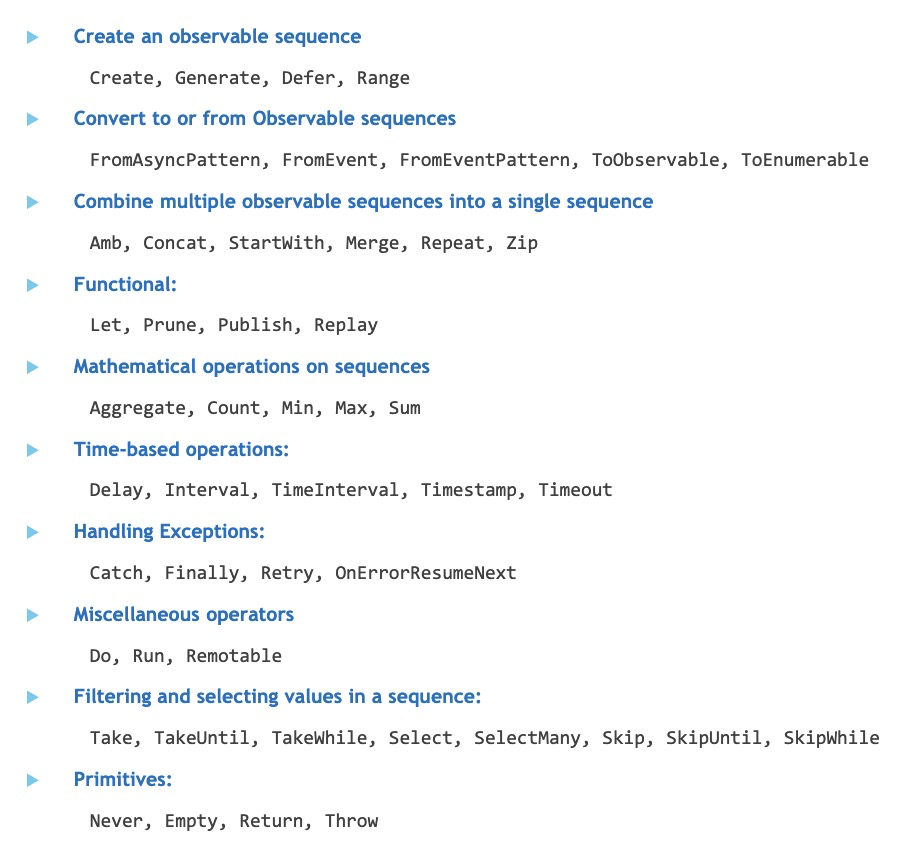 Create an observable sequence
Create, Generate, Defer, Range
Convert to or from Observable sequences
FromAsyncPattern, FromEvent, FromEventPattern, ToObservable, ToEnumerable
Combine multiple observable sequences into a single sequence
Amb, Concat, StartWith, Merge, Repeat, Zip
Functional:
Let, Prune, Publish, Replay
Mathematical operations on sequences
Aggregate, Count, Min, Max, Sum
Time-based operations:
Delay, Interval, TimeInterval, Timestamp, Timeout
Handling Exceptions:
Catch, Finally, Retry, OnErrorResumeNext
Miscellaneous operators
Do, Run, Remotable
Filtering and selecting values in a sequence:
Take, TakeUntil, TakeWhile, Select, SelectMany, Skip, SkipUntil, SkipWhile
Primitives:
Never, Empty, Return, Throw